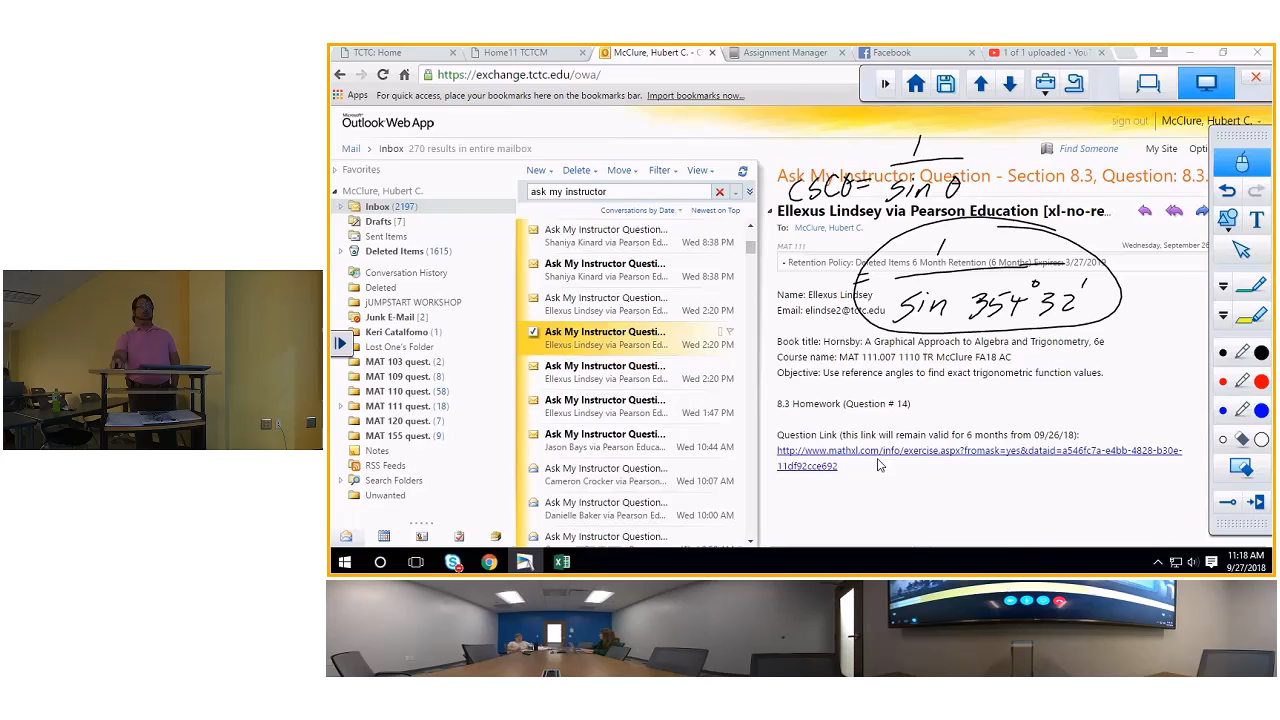 TCTC: Home
Home11 TCTCM
McClure, Hubert C. - C
Assignment Manager
Facebook
1 of 1 uploaded - You
https://exchange.tctc.edu/owa/
Apps For quick access, place your bookmarks here on the bookmarks bar. Import bookmarks now...
Microsoft
Outlook Web App
sign out McClure, Hubert C. -
Mail › Inbox 270 results in entire mailbox
Find Someone My Site Opti
Favorites
McClure, Hubert C.
Inbox (2197)
Drafts [7]
Sent Items
Deleted Items (1615)
Conversation History
Deleted
jUMPSTART WORKSHOP
Junk E-Mail [2]
Keri Catalfomo (1)
Lost One's Folder
MAT 103 quest. (2)
MAT 109 quest. (8)
MAT 110 quest. (58)
MAT 111 quest. (18)
MAT 120 quest. (4)
MAT 155 quest. (9)
Notes
RSS Feeds
Search Folders
Unwanted
New Delete Move Filter View
ask my instructor
Conversations by Date Newest on Top
Ask My Instructor Questi...
Shaniya Kinard via Pearson Ed... Wed 8:38 PM
Ask My Instructor Questi...
Shaniya Kinard via Pearson Ed... Wed 8:38 PM
Ask My Instructor Questi...
Ellexus Lindsey via Pearson Ed... Wed 2:20 PM
Ask My Instructor Questi...
Ellexus Lindsey via Pearson Ed... Wed 2:20 PM
Ask My Instructor Questi...
Ellexus Lindsey via Pearson Ed... Wed 2:20 PM
Ask My Instructor Questi...
Ellexus Lindsey via Pearson Ed... Wed 1:47 PM
Ask My Instructor Questi...
Jason Bays via Pearson Educat... Wed 10:44 AM
Ask My Instructor Questi...
Cameron Crocker via Pearson ... Wed 10:07 AM
Ask My Instructor Questi...
Danielle Baker via Pearson Ed... Wed 10:00 AM
Ask My Instructor Questi...
Ask My Instructor Question - Section 8.3, Question: 8.3.
1
cscθ = sin θ
Ellexus Lindsey via Pearson Education [xl-no-re...
To: McClure, Hubert C.
MAT 111
Wednesday, September 26
• Retention Policy: Deleted Items 6 Month Retention (6 Months) Expires: 3/27/2019
1
= sin 354° 32'
Name: Ellexus Lindsey
Email: elindse2@tctc.edu
Book title: Hornsby: A Graphical Approach to Algebra and Trigonometry, 6e
Course name: MAT 111.007 1110 TR McClure FA18 AC
Objective: Use reference angles to find exact trigonometric function values.
8.3 Homework (Question # 14)
Question Link (this link will remain valid for 6 months from 09/26/18):
http://www.mathxl.com/info/exercise.aspx?fromask=yes&dataid=a546fc7a-e4bb-4828-b30e-
11df92cce692
T
11:18 AM
9/27/2018